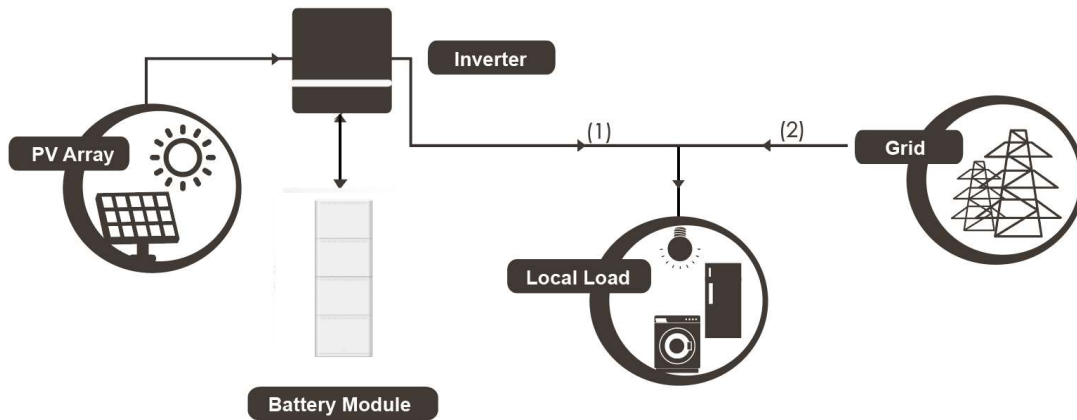 Inverter
PV Array
(1)
(2)
Grid
Local Load
Battery Module